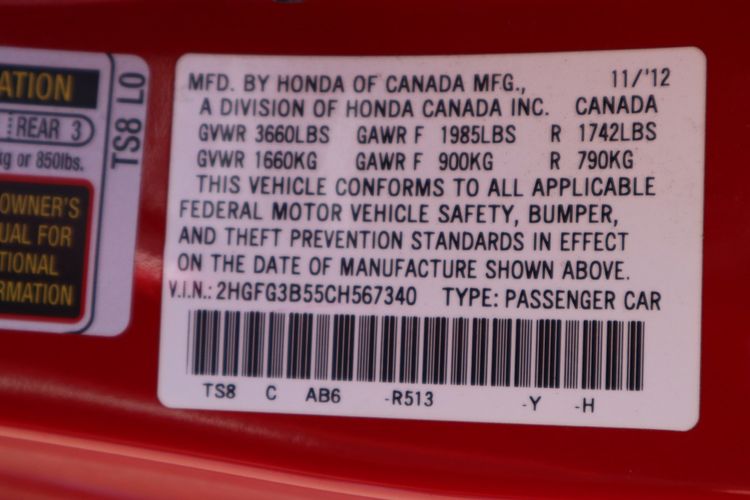 ATION
REAR 3
kg or 850lbs.
OWNER'S
UAL FOR
TIONAL
RMATION
TS8 LO
MFD. BY HONDA OF CANADA MFG., 11/'12
A DIVISION OF HONDA CANADA INC. CANADA
GVWR 3660LBS GAWR F 1985LBS R 1742LBS
GVWR 1660KG GAWR F 900KG R 790KG
THIS VEHICLE CONFORMS TO ALL APPLICABLE
FEDERAL MOTOR VEHICLE SAFETY, BUMPER,
AND THEFT PREVENTION STANDARDS IN EFFECT
ON THE DATE OF MANUFACTURE SHOWN ABOVE.
V.I.N.: 2HGFG3B55CH567340 TYPE: PASSENGER CAR
TS8 C AB6 -R513 -Y -H